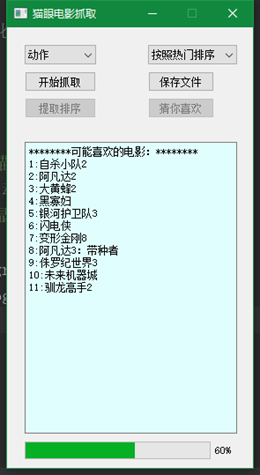 猫眼电影抓取
动作 按照热门排序
开始抓取 保存文件
提取排序 猜你喜欢
********可能喜欢的电影: ********
1:自杀小队2
2:阿凡达2
3:大黄蜂2
4:黑寡妇
5:银河护卫队3
6:闪电侠
7:变形金刚8
8:阿凡达3: 带种者
9:侏罗纪世界3
10:未来机器城
11:驯龙高手2
60%